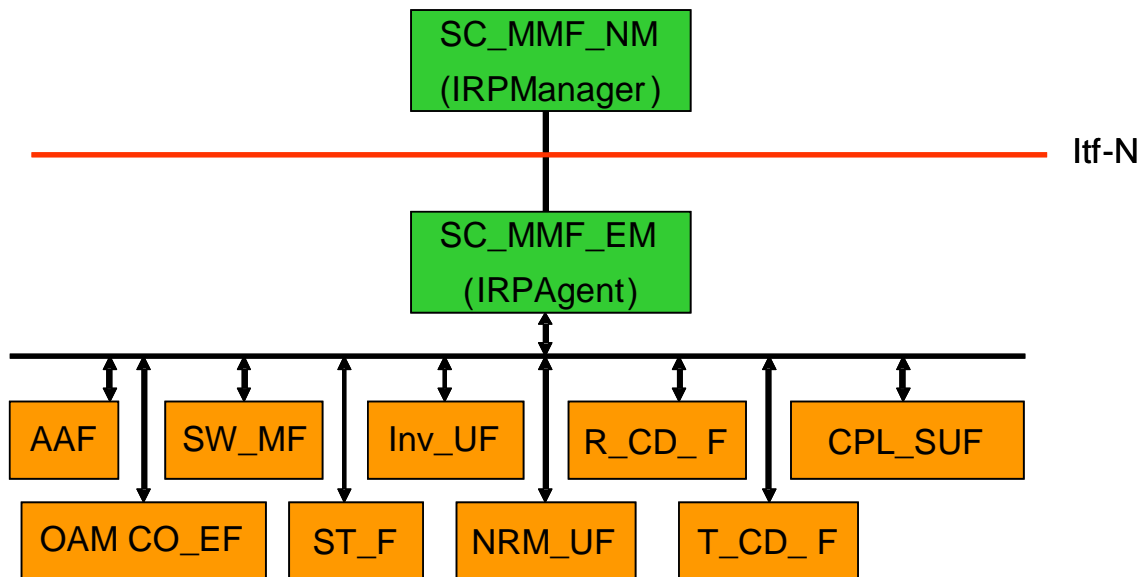 SC_MMF_NM
(IRPManager)
Itf-N
SC_MMF_EM
(IRPAgent)
AAF
SW_MF
Inv_UF
R_CD_ F
CPL_SUF
OAM CO_EF
ST_F
NRM_UF
T_CD_ F